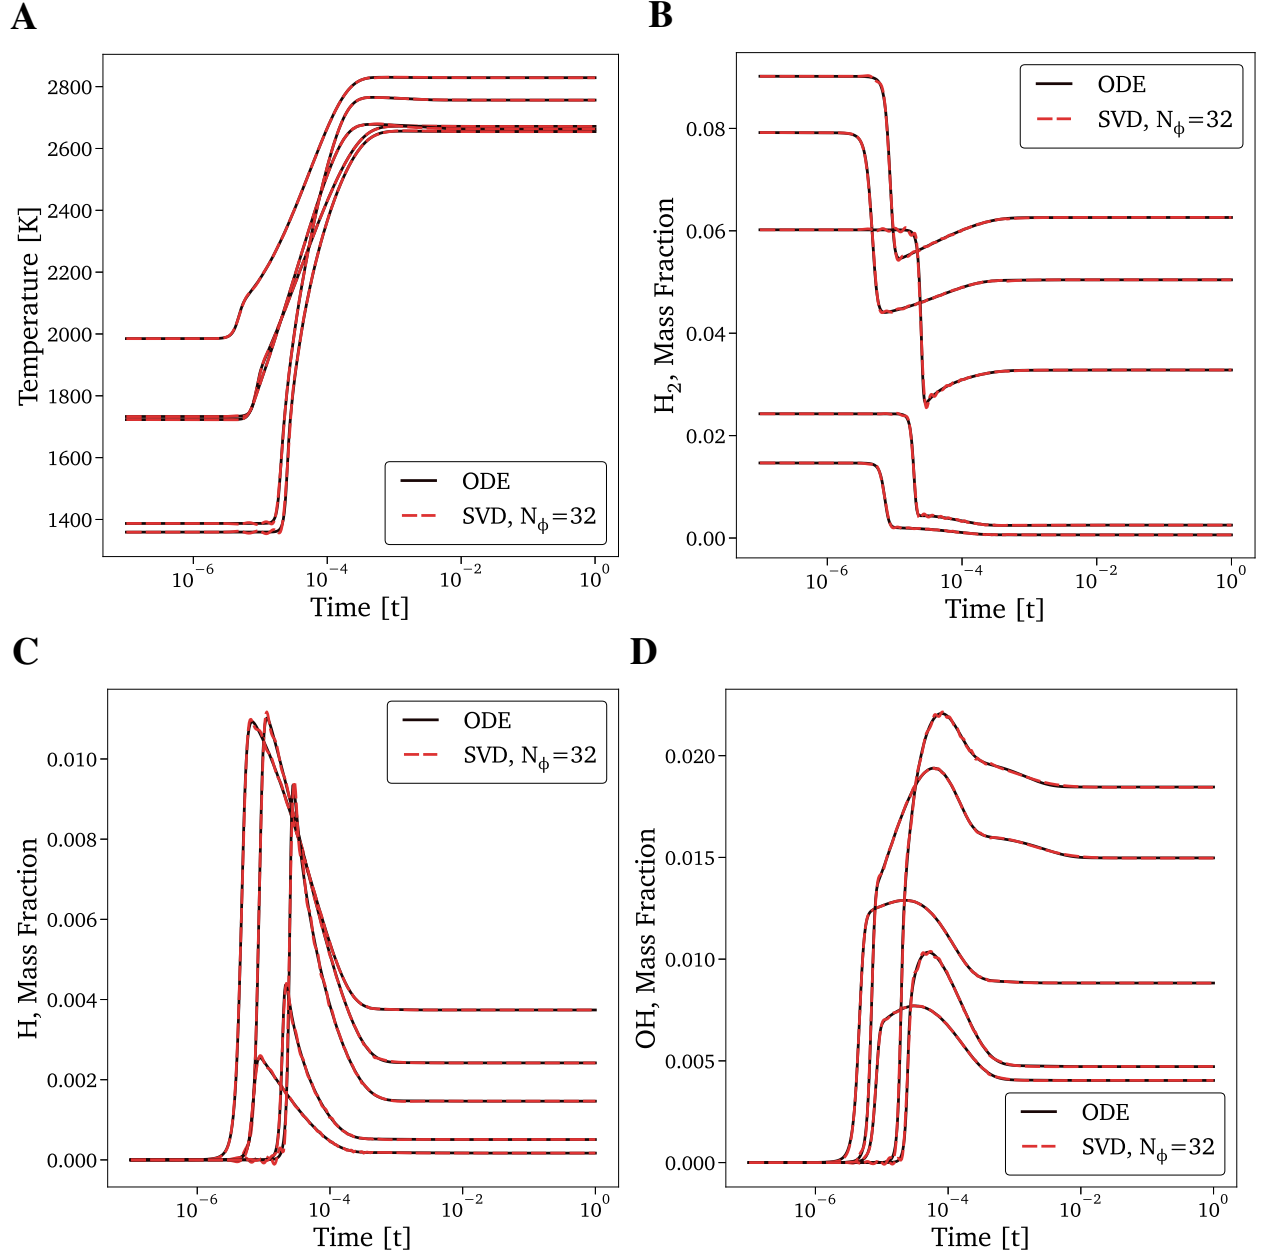 A
2800
2600
2400
2200
2000
1800
1600
1400
Temperature [K]
ODE
SVD, N_ϕ=32
10⁻⁶ 10⁻⁴ 10⁻² 10⁰
Time [t]
B
0.08
0.06
0.04
0.02
0.00
H₂, Mass Fraction
ODE
SVD, N_ϕ=32
10⁻⁶ 10⁻⁴ 10⁻² 10⁰
Time [t]
C
0.010
0.008
0.006
0.004
0.002
0.000
H, Mass Fraction
ODE
SVD, N_ϕ=32
10⁻⁶ 10⁻⁴ 10⁻² 10⁰
Time [t]
D
0.020
0.015
0.010
0.005
0.000
OH, Mass Fraction
ODE
SVD, N_ϕ=32
10⁻⁶ 10⁻⁴ 10⁻² 10⁰
Time [t]